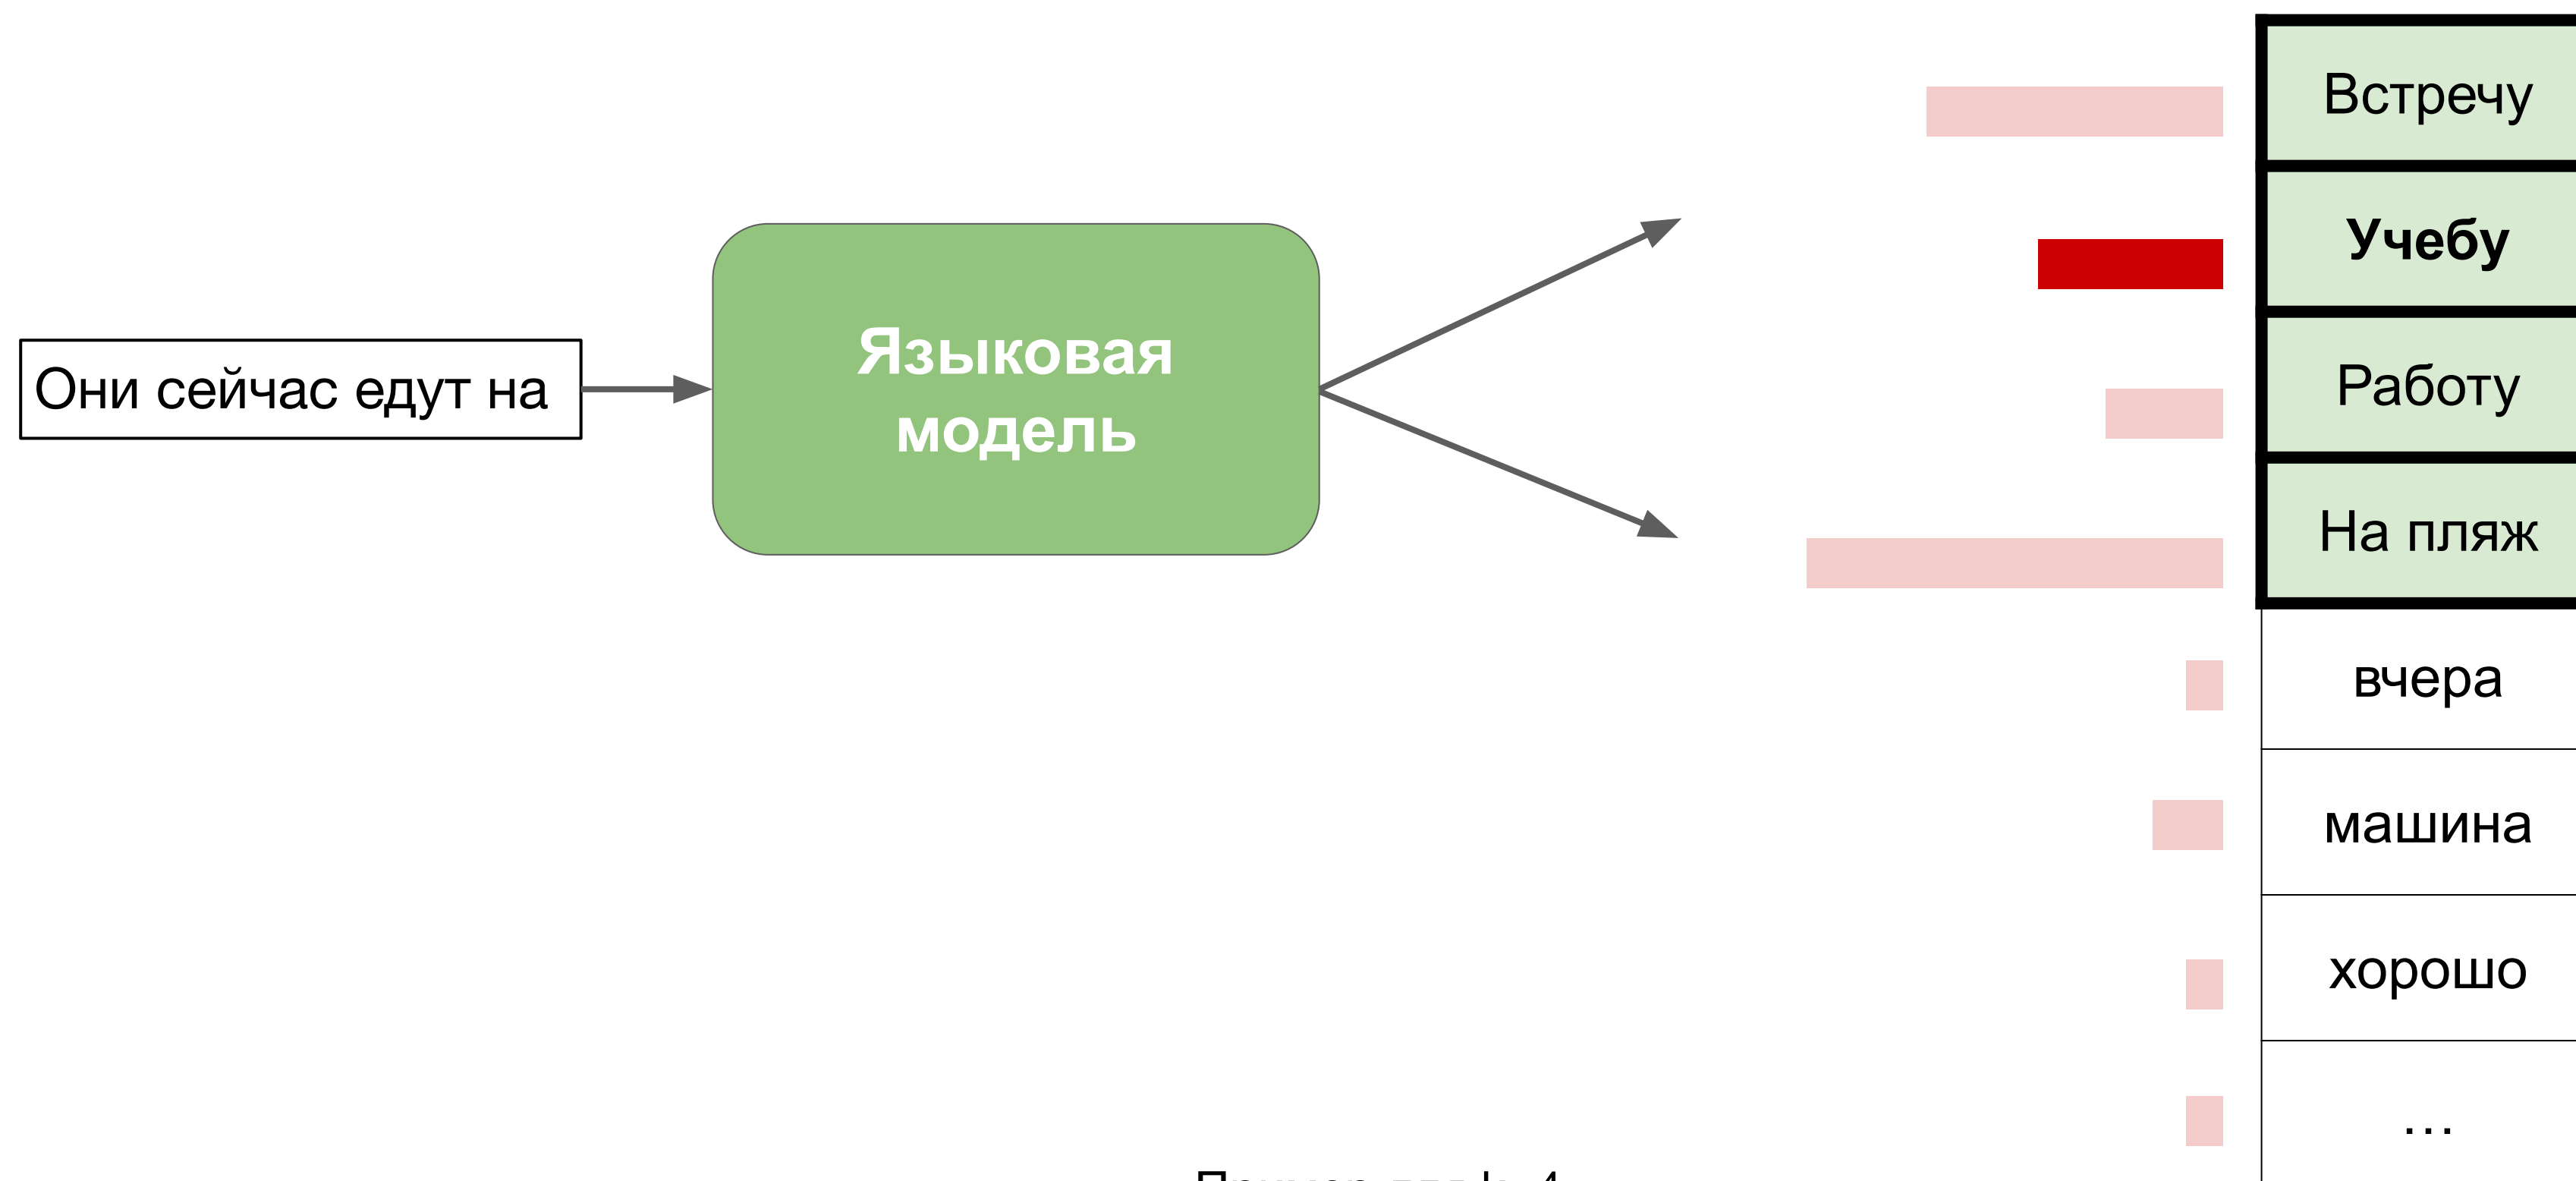 Встречу
Учебу
Они сейчас едут на
Языковая
модель
Работу
На пляж
вчера
машина
хорошо
…